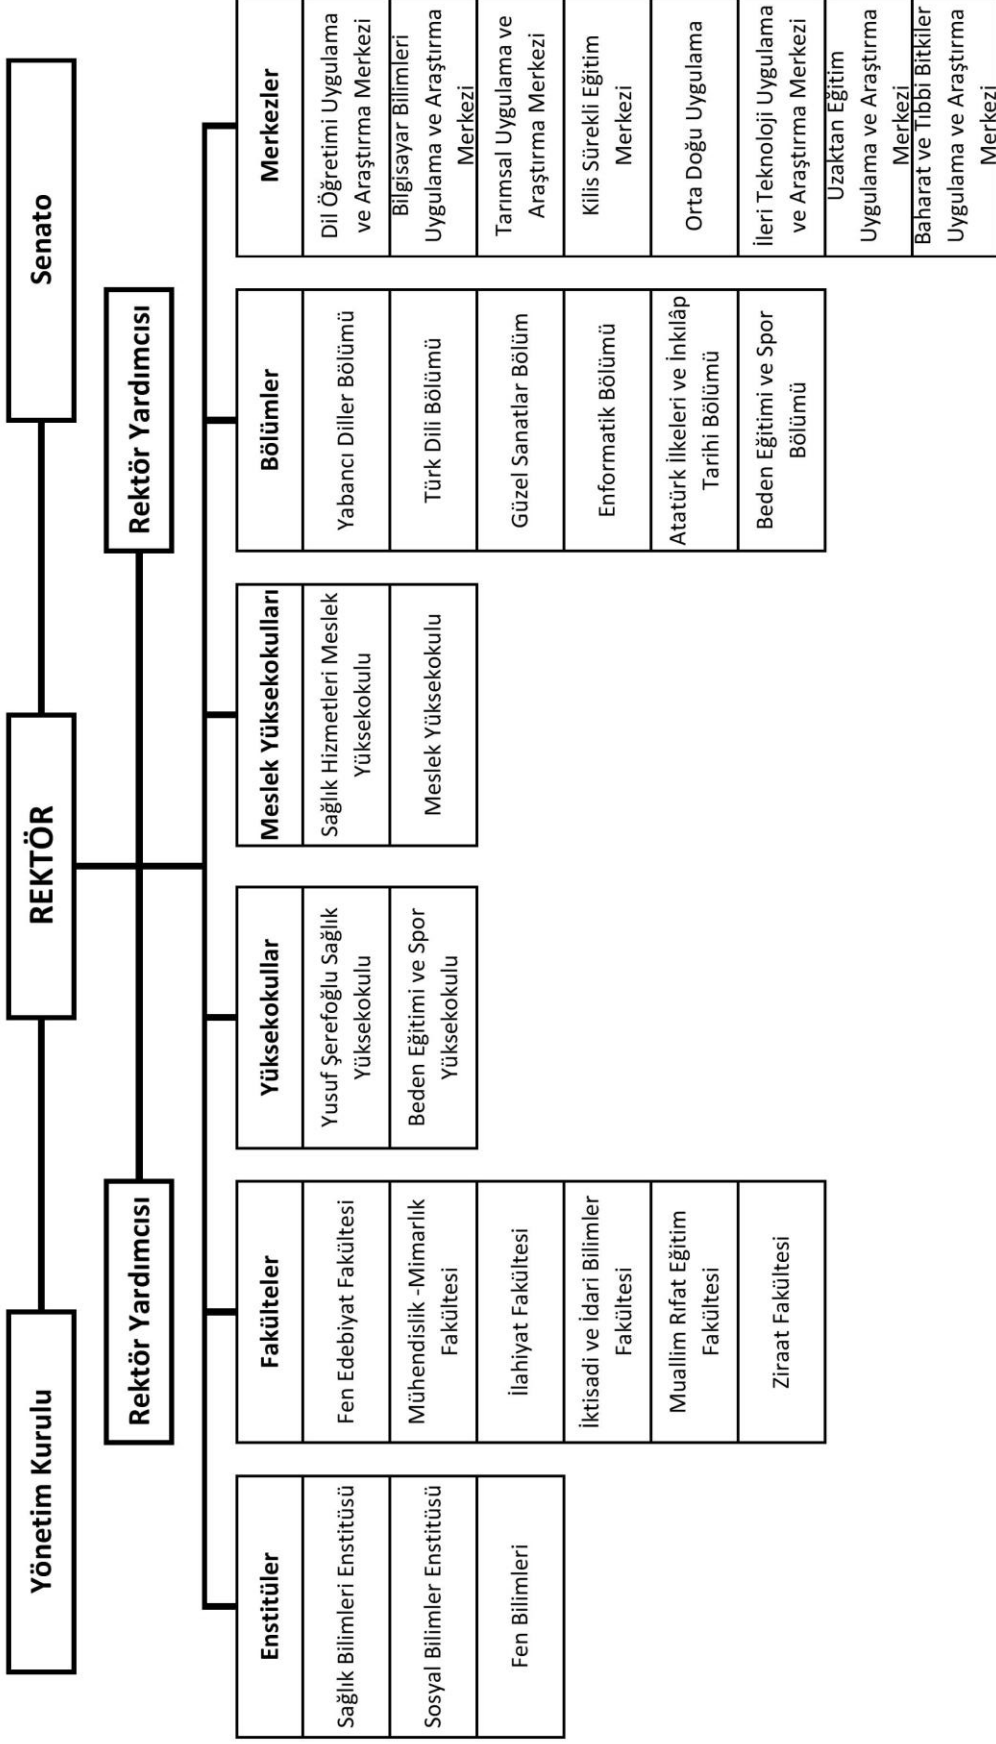 Yönetim Kurulu
REKTÖR
Senato
Rektör Yardımcısı
Rektör Yardımcısı
Enstitüler
Sağlık Bilimleri Enstitüsü
Sosyal Bilimler Enstitüsü
Fen Bilimleri
Fakülteler
Fen Edebiyat Fakültesi
Mühendislik -Mimarlık
Fakültesi
İlahiyat Fakültesi
İktisadi ve İdari Bilimler
Fakültesi
Muallim Rıfat Eğitim
Fakültesi
Ziraat Fakültesi
Yüksekokullar
Yusuf Şerefoğlu Sağlık
Yüksekokulu
Beden Eğitimi ve Spor
Yüksekokulu
Meslek Yüksekokulları
Sağlık Hizmetleri Meslek
Yüksekokulu
Meslek Yüksekokulu
Bölümler
Yabancı Diller Bölümü
Türk Dili Bölümü
Güzel Sanatlar Bölüm
Enformatik Bölümü
Atatürk İlkeleri ve İnkılâp
Tarihi Bölümü
Beden Eğitimi ve Spor
Bölümü
Merkezler
Dil Öğretimi Uygulama
ve Araştırma Merkezi
Bilgisayar Bilimleri
Uygulama ve Araştırma
Merkezi
Tarımsal Uygulama ve
Araştırma Merkezi
Kilis Sürekli Eğitim
Merkezi
Orta Doğu Uygulama
İleri Teknoloji Uygulama
ve Araştırma Merkezi
Uzaktan Eğitim
Uygulama ve Araştırma
Merkezi
Baharat ve Tıbbi Bitkiler
Uygulama ve Araştırma
Merkezi